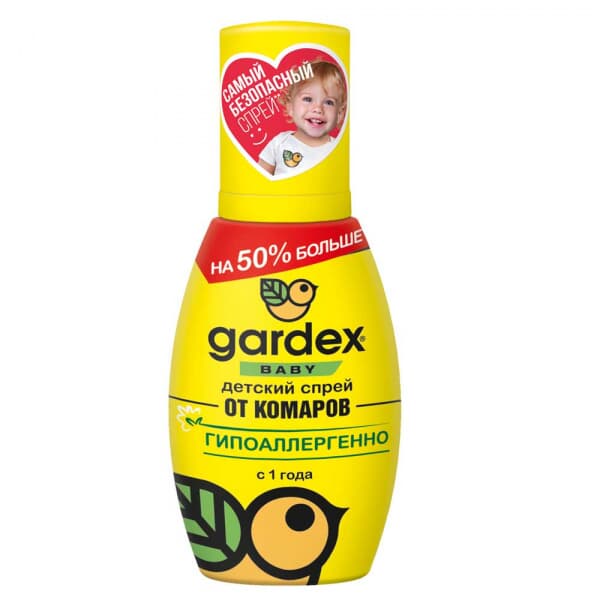 САМЫЙ
БЕЗОПАСНЫЙ
СПРЕЙ*
НА 50% БОЛЬШЕ
gardex®
BABY
детский спрей
ОТ КОМАРОВ
ГИПОАЛЛЕРГЕННО
с 1 года